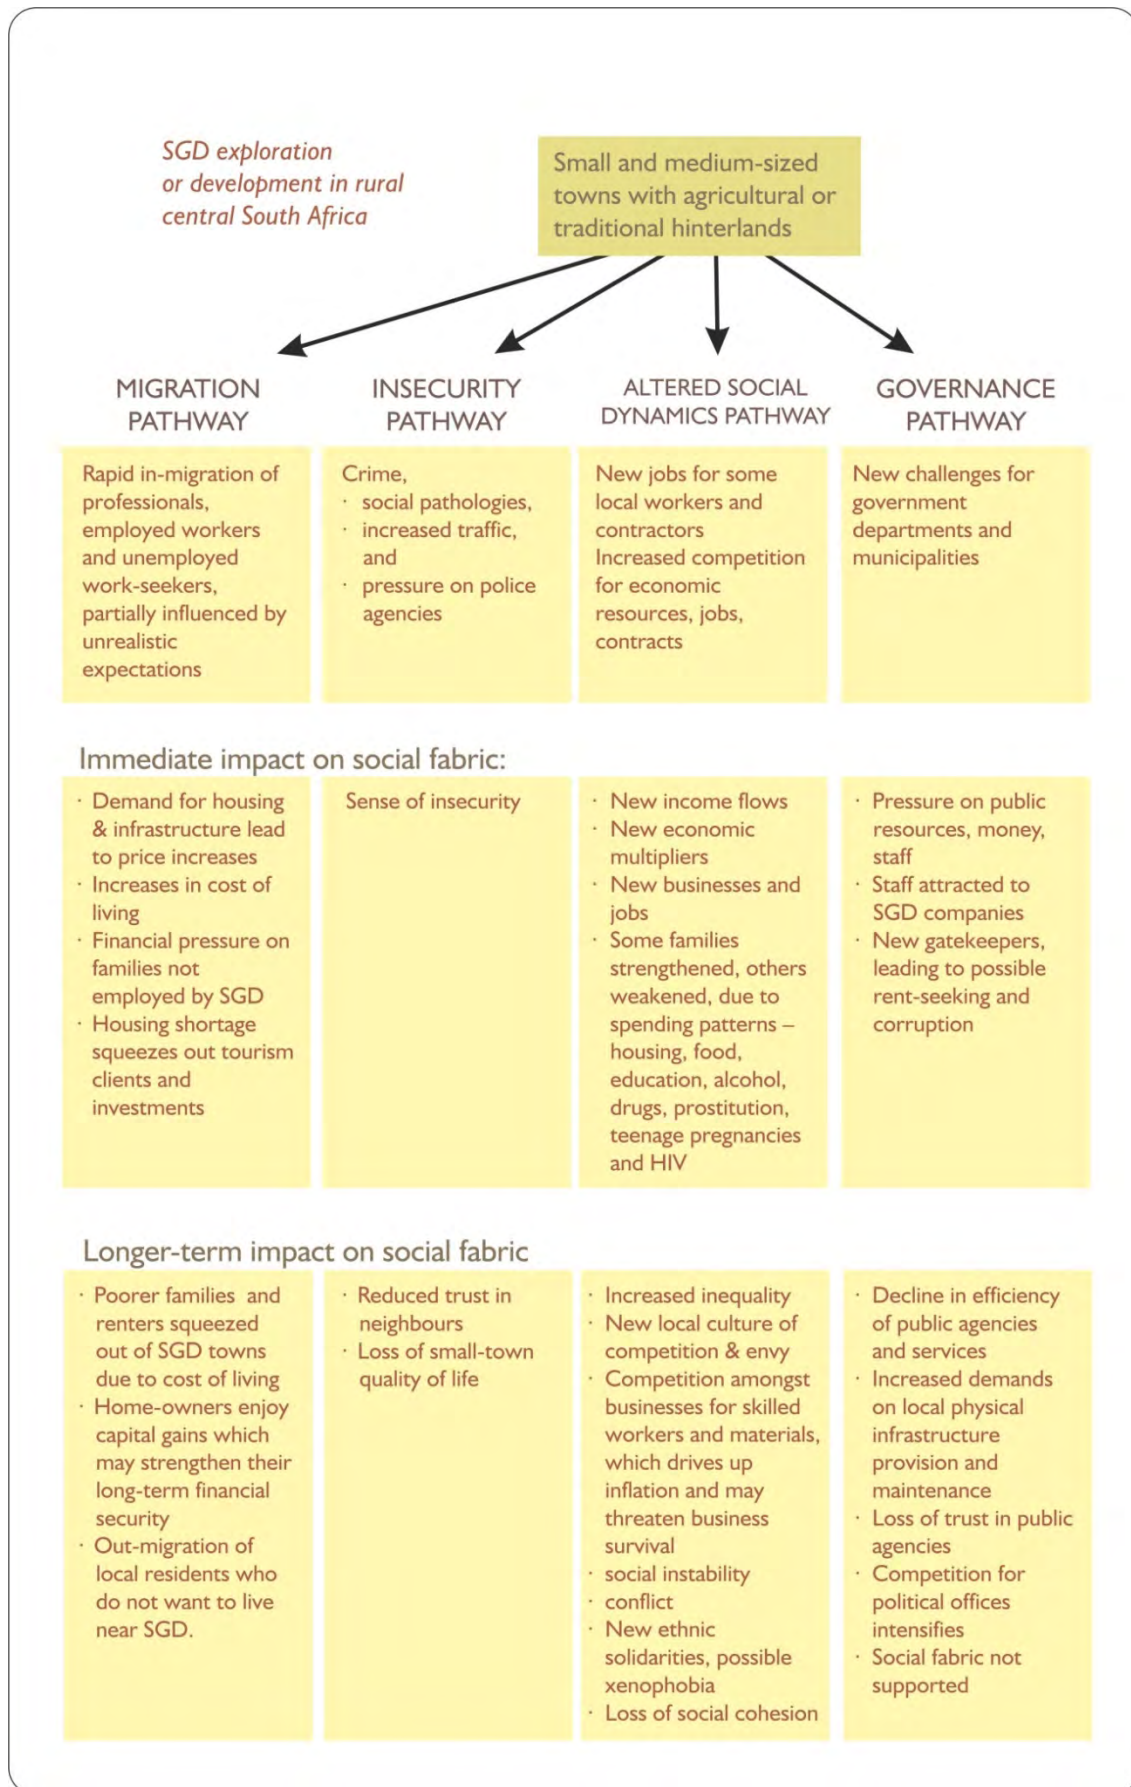 SGD exploration
or development in rural
central South Africa
Small and medium-sized
towns with agricultural or
traditional hinterlands
MIGRATION
PATHWAY
INSECURITY
PATHWAY
ALTERED SOCIAL
DYNAMICS PATHWAY
GOVERNANCE
PATHWAY
Rapid in-migration of
professionals,
employed workers
and unemployed
work-seekers,
partially influenced by
unrealistic
expectations
Crime,
· social pathologies,
· increased traffic,
and
· pressure on police
agencies
New jobs for some
local workers and
contractors
Increased competition
for economic
resources, jobs,
contracts
New challenges for
government
departments and
municipalities
Immediate impact on social fabric:
· Demand for housing
& infrastructure lead
to price increases
· Increases in cost of
living
· Financial pressure on
families not
employed by SGD
· Housing shortage
squeezes out tourism
clients and
investments
Sense of insecurity
· New income flows
· New economic
multipliers
· New businesses and
jobs
· Some families
strengthened, others
weakened, due to
spending patterns –
housing, food,
education, alcohol,
drugs, prostitution,
teenage pregnancies
and HIV
· Pressure on public
resources, money,
staff
· Staff attracted to
SGD companies
· New gatekeepers,
leading to possible
rent-seeking and
corruption
Longer-term impact on social fabric
· Poorer families and
renters squeezed
out of SGD towns
due to cost of living
· Home-owners enjoy
capital gains which
may strengthen their
long-term financial
security
· Out-migration of
local residents who
do not want to live
near SGD.
· Reduced trust in
neighbours
· Loss of small-town
quality of life
· Increased inequality
· New local culture of
competition & envy
· Competition amongst
businesses for skilled
workers and materials,
which drives up
inflation and may
threaten business
survival
· social instability
· conflict
· New ethnic
solidarities, possible
xenophobia
· Loss of social cohesion
· Decline in efficiency
of public agencies
and services
· Increased demands
on local physical
infrastructure
provision and
maintenance
· Loss of trust in public
agencies
· Competition for
political offices
intensifies
· Social fabric not
supported